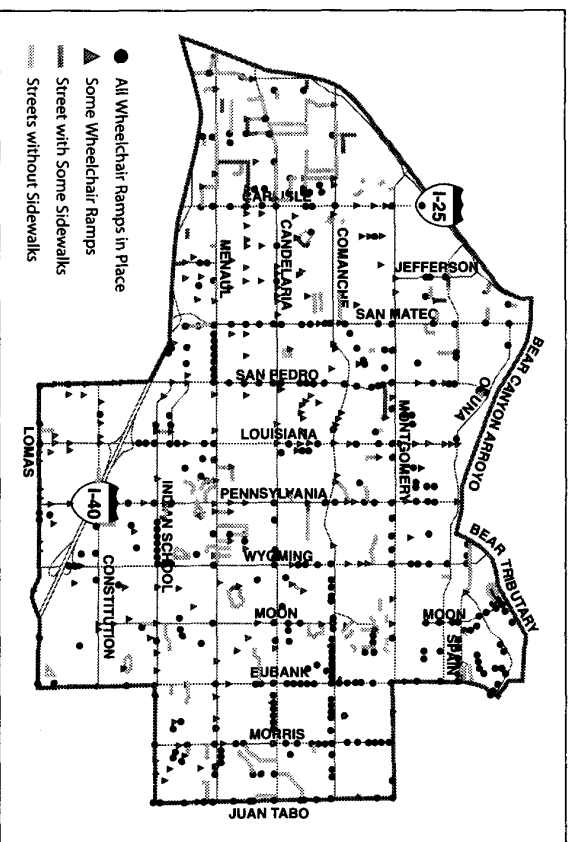 I-25
CARLISLE
CANDELARIA
COMANCHE
MENAUL
JEFFERSON
SAN MATEO
BEAR CANYON ARROYO
OSUNA
SAN PEDRO
MONTGOMERY
LOUISIANA
LOMAS
I-40
PENNSYLVANIA
INDIAN SCHOOL
WYOMING
BEAR TRIBUTARY
CONSTITUTION
MOON
MOON
SPAIN
EUBANK
MORRIS
JUAN TABO
All Wheelchair Ramps in Place
Some Wheelchair Ramps
Street with Some Sidewalks
Streets without Sidewalks